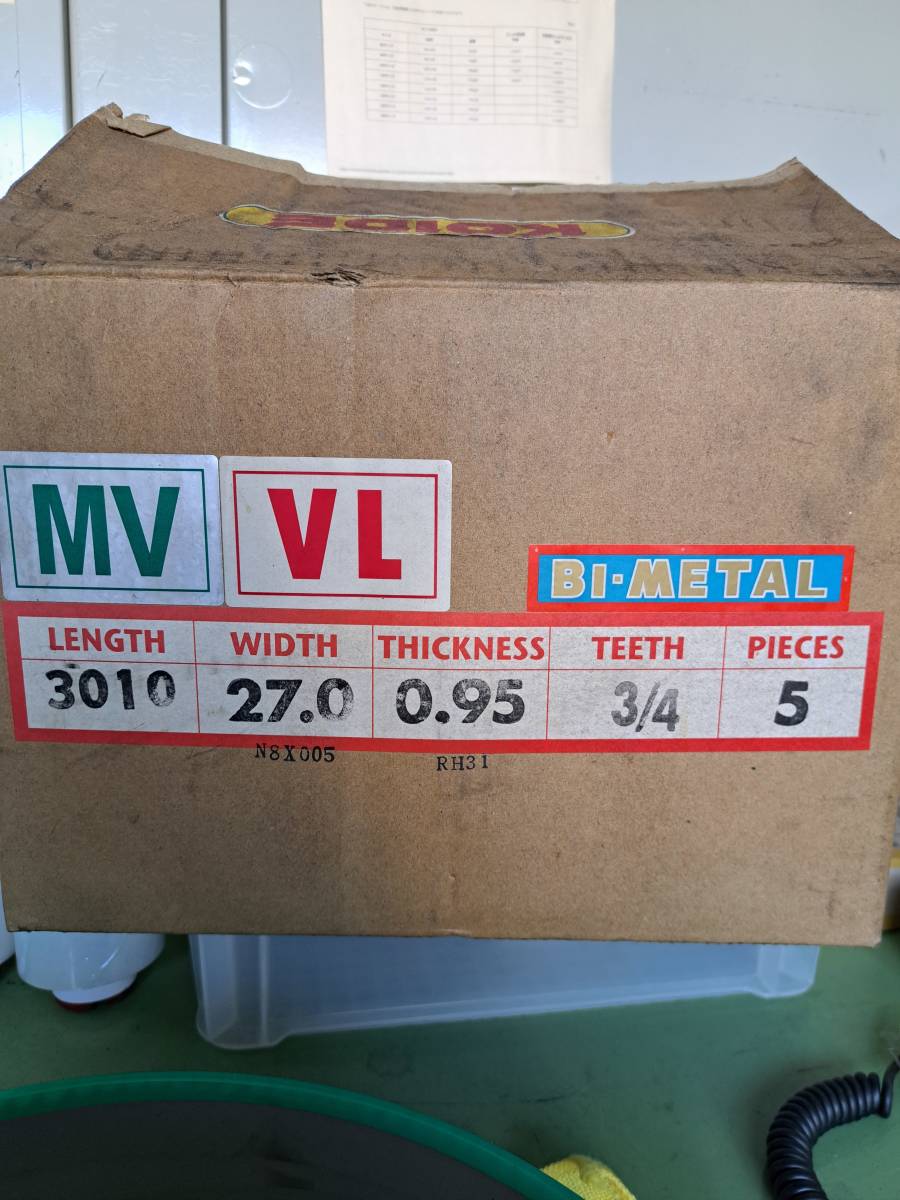 KOIDE
MV
VL
BI-METAL
LENGTH WIDTH THICKNESS TEETH PIECES
3010 27.0 0.95 3/4 5
N8X005 RH31